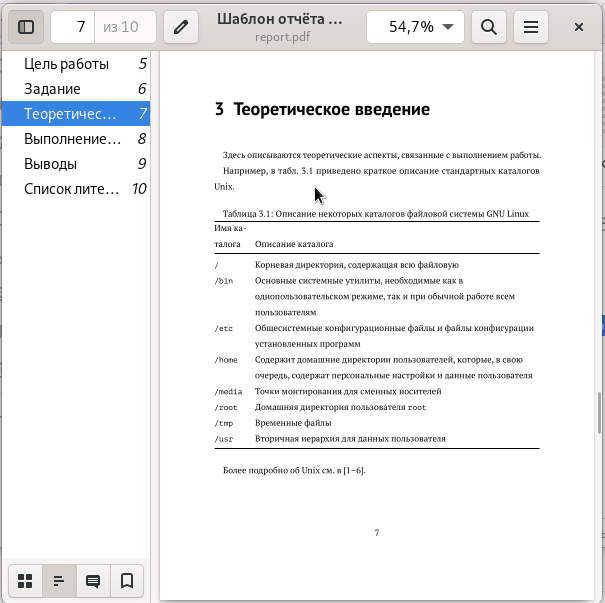 7 из 10
Шаблон отчёта ...
report.pdf
54,7%
Цель работы 5
Задание 6
Теоретичес... 7
Выполнение... 8
Выводы 9
Список лите... 10
3 Теоретическое введение
Здесь описываются теоретические аспекты, связанные с выполнением работы.
Например, в табл. 3.1 приведено краткое описание стандартных каталогов
Unix.
Таблица 3.1: Описание некоторых каталогов файловой системы GNU Linux
Имя ка-
талога Описание каталога
/ Корневая директория, содержащая всю файловую
/bin Основные системные утилиты, необходимые как в
однопользовательском режиме, так и при обычной работе всем
пользователям
/etc Общесистемные конфигурационные файлы и файлы конфигурации
установленных программ
/home Содержит домашние директории пользователей, которые, в свою
очередь, содержат персональные настройки и данные пользователя
/media Точки монтирования для сменных носителей
/root Домашняя директория пользователя root
/tmp Временные файлы
/usr Вторичная иерархия для данных пользователя
Более подробно об Unix см. в [1–6].
7